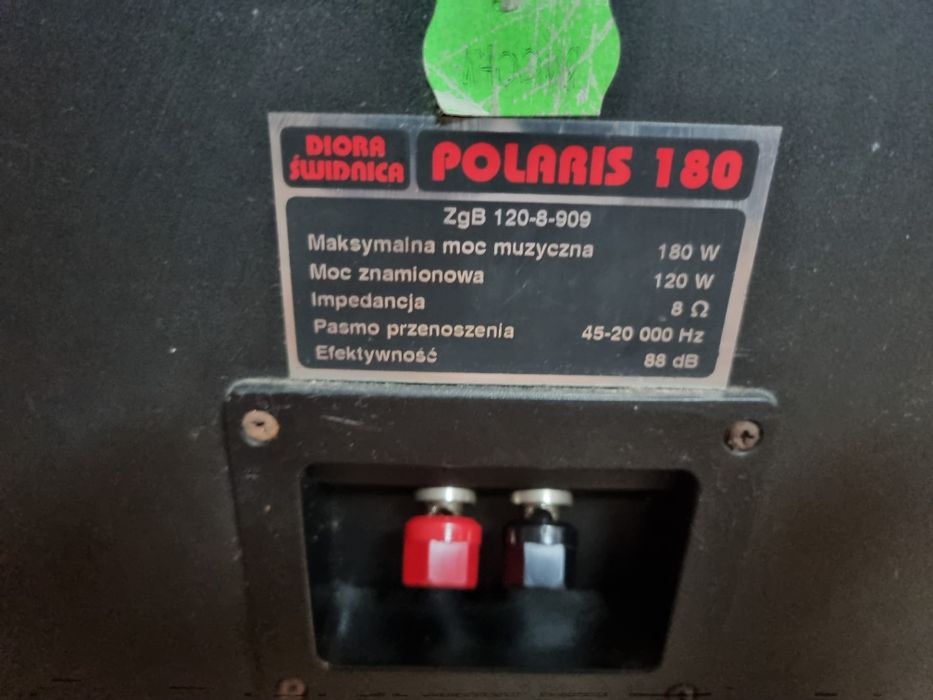 DIORA
ŚWIDNICA
POLARIS 180
ZgB 120-8-909
Maksymalna moc muzyczna 180 W
Moc znamionowa 120 W
Impedancja 8 Ω
Pasmo przenoszenia 45-20 000 Hz
Efektywność 88 dB